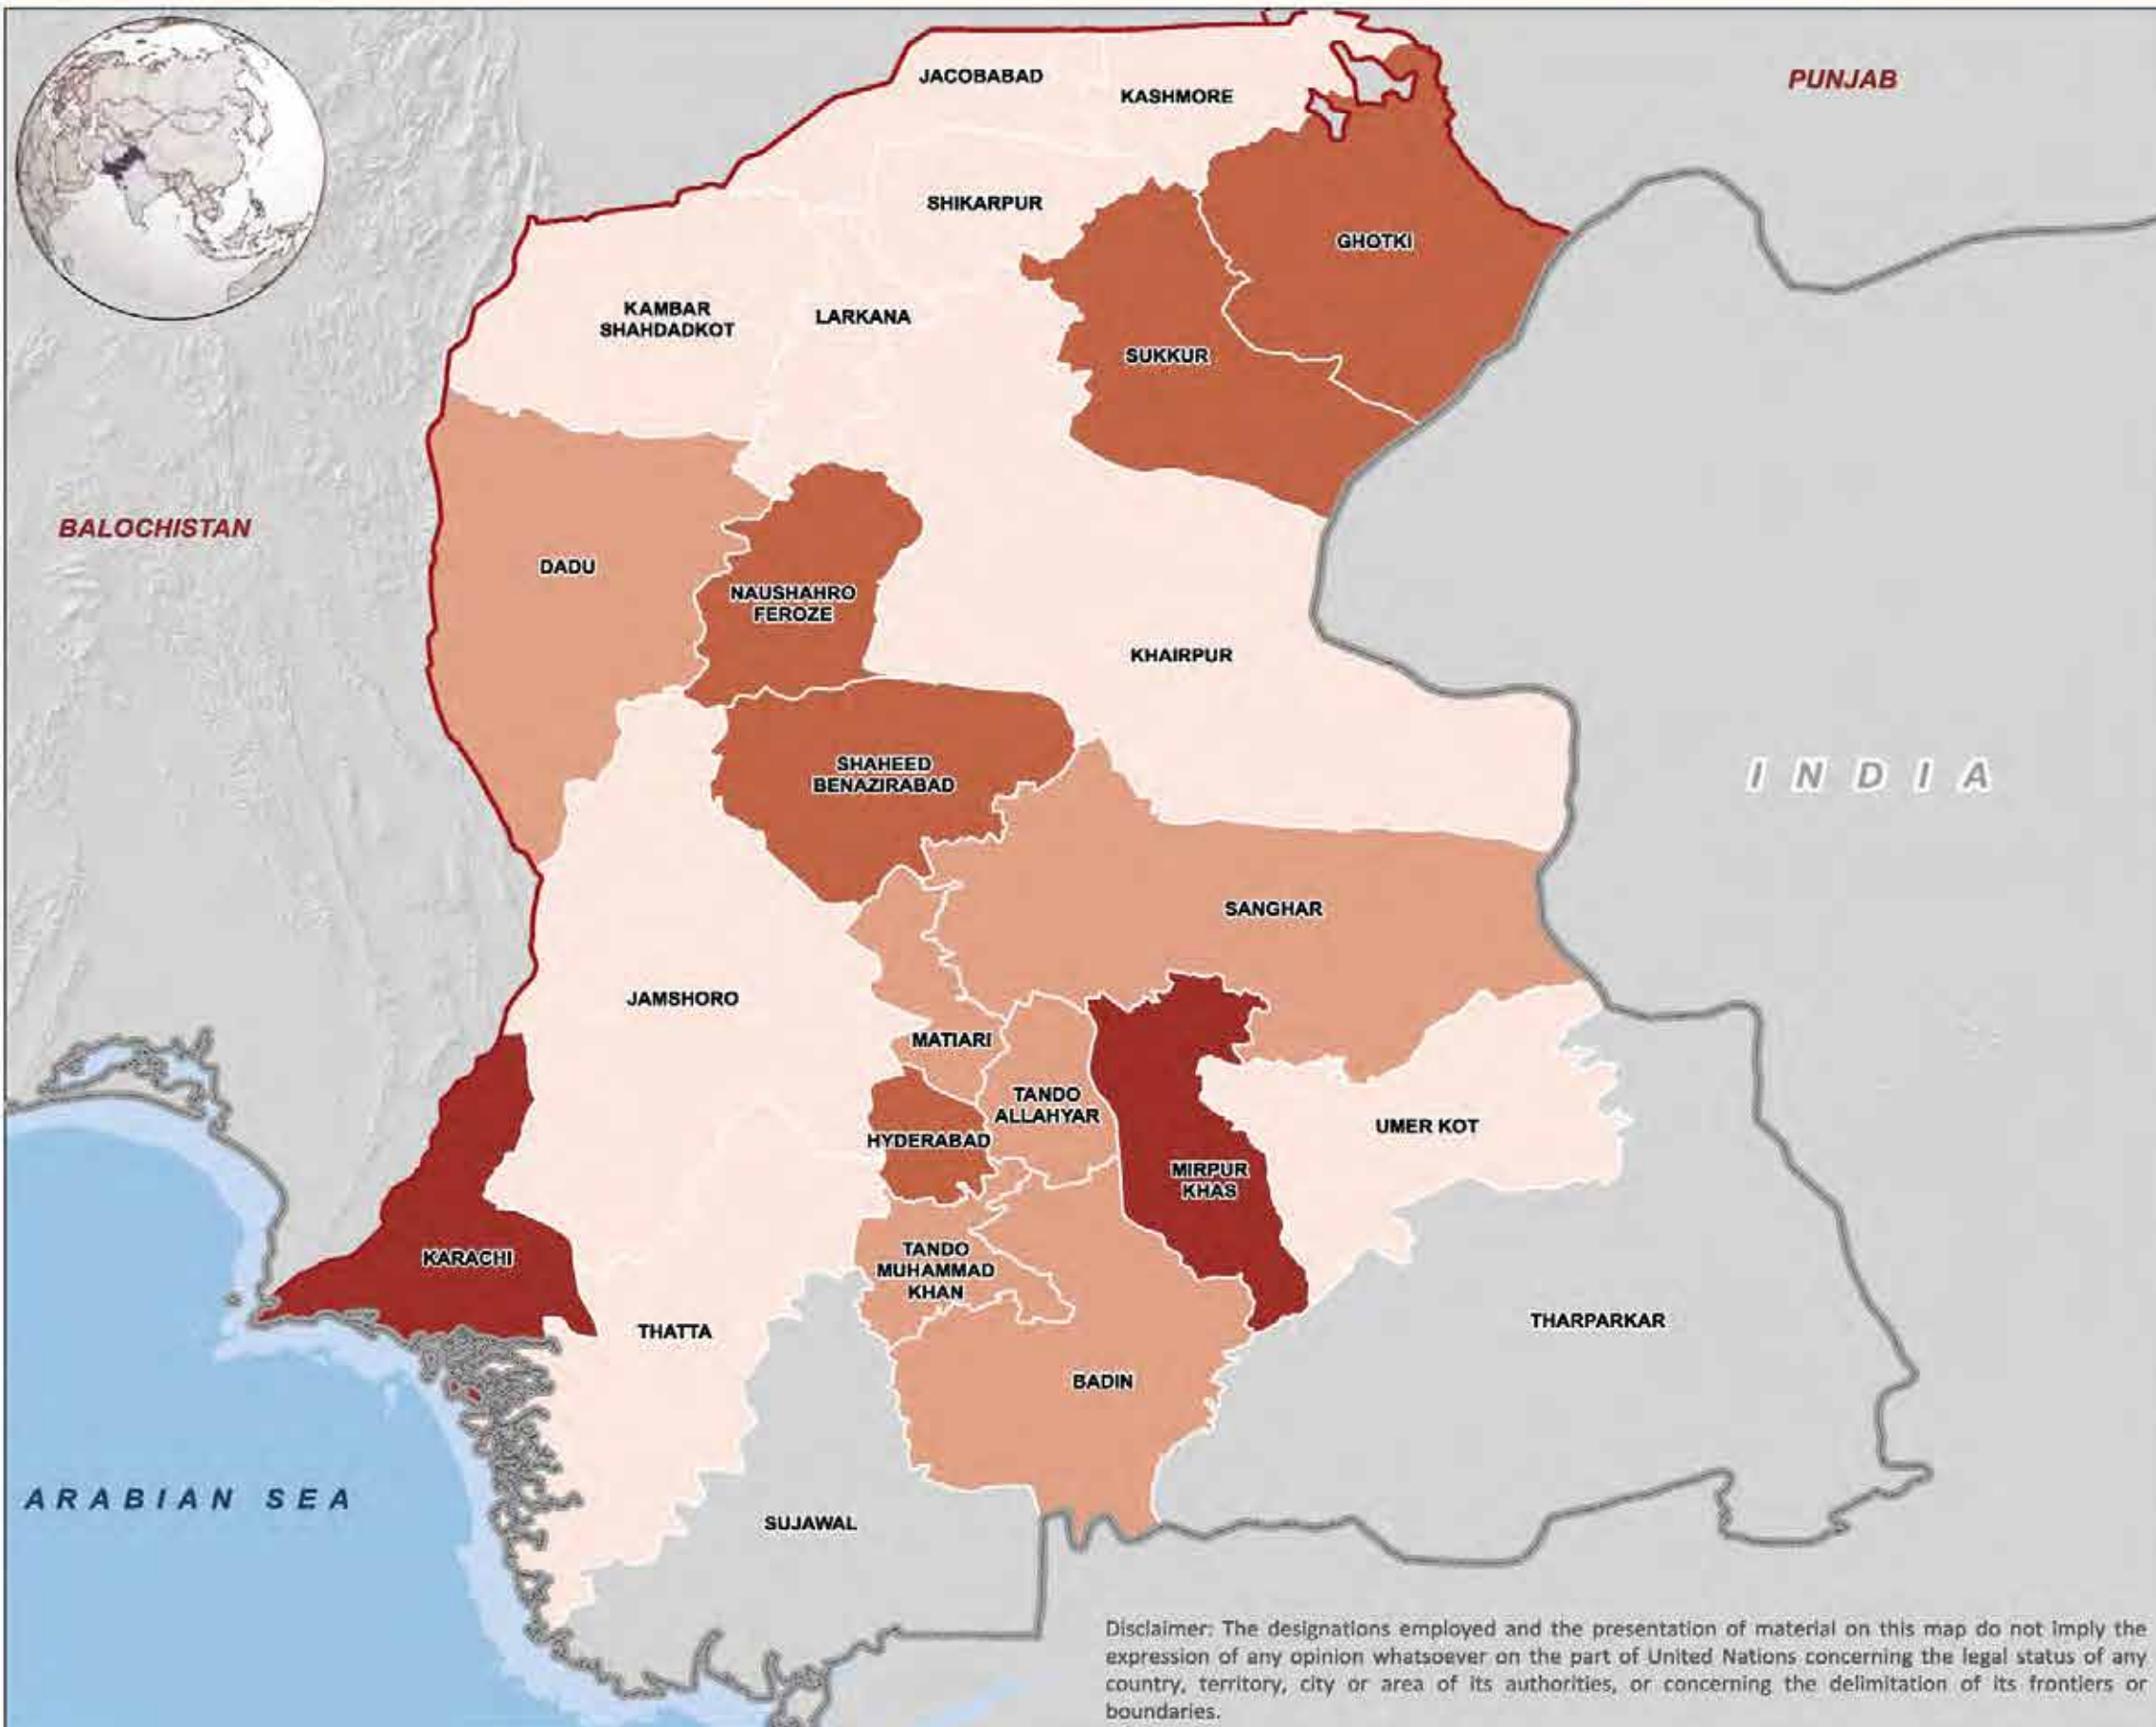 JACOBABAD
KASHMORE
PUNJAB
SHIKARPUR
GHOTKI
KAMBAR
SHAHDADKOT
LARKANA
SUKKUR
BALOCHISTAN
DADU
NAUSHAHRO
FEROZE
KHAIRPUR
SHAHEED
BENAZIRABAD
INDIA
SANGHAR
JAMSHORO
MATIARI
TANDO
ALLAHYAR
UMER KOT
HYDERABAD
MIRPUR
KHAS
KARACHI
TANDO
MUHAMMAD
KHAN
THATTA
THARPARKAR
BADIN
ARABIAN SEA
SUJAWAL
Disclaimer: The designations employed and the presentation of material on this map do not imply the
expression of any opinion whatsoever on the part of United Nations concerning the legal status of any
country, territory, city or area of its authorities, or concerning the delimitation of its frontiers or
boundaries.